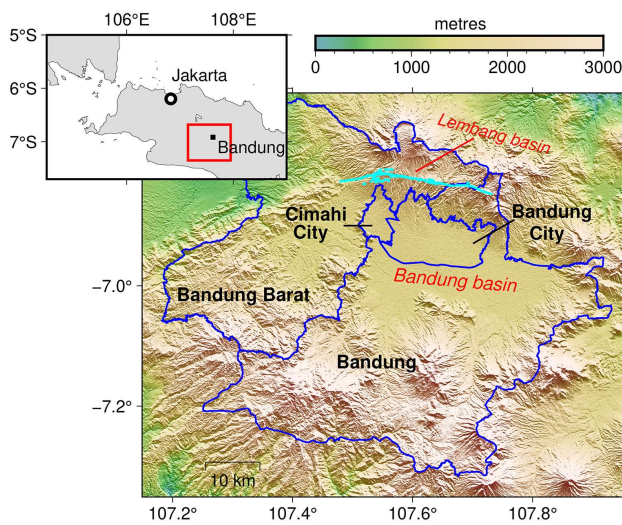 106°E 108°E
metres
0 1000 2000 3000
5°S
6°S
7°S
Jakarta
Bandung
Lembang basin
Cimahi
City
Bandung
City
Bandung basin
Bandung Barat
Bandung
−7.0°
−7.2°
10 km
107.2° 107.4° 107.6° 107.8°